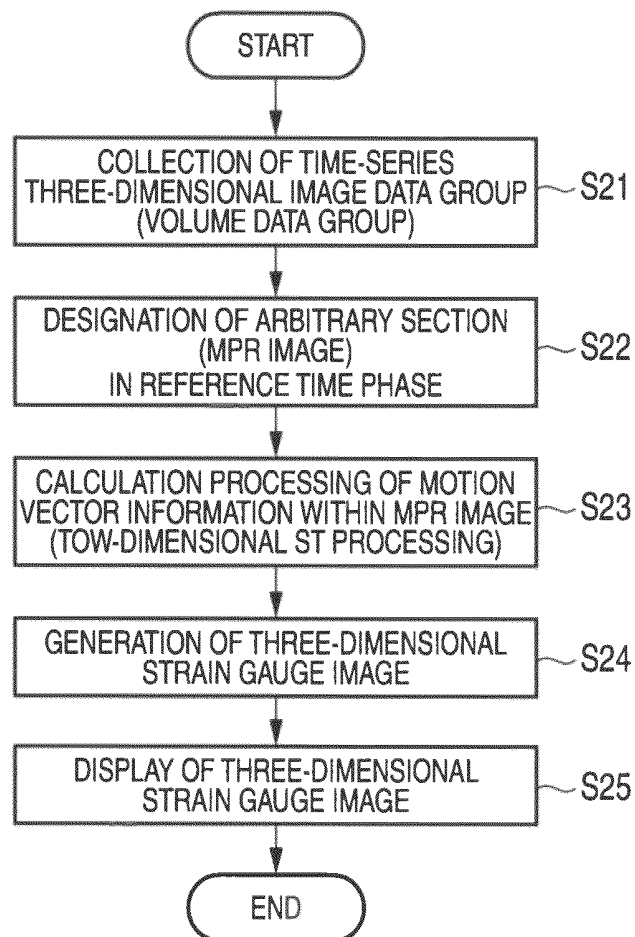 START
COLLECTION OF TIME-SERIES
THREE-DIMENSIONAL IMAGE DATA GROUP
(VOLUME DATA GROUP)
S21
DESIGNATION OF ARBITRARY SECTION
(MPR IMAGE)
IN REFERENCE TIME PHASE
S22
CALCULATION PROCESSING OF MOTION
VECTOR INFORMATION WITHIN MPR IMAGE
(TOW-DIMENSIONAL ST PROCESSING)
S23
GENERATION OF THREE-DIMENSIONAL
STRAIN GAUGE IMAGE
S24
DISPLAY OF THREE-DIMENSIONAL
STRAIN GAUGE IMAGE
S25
END